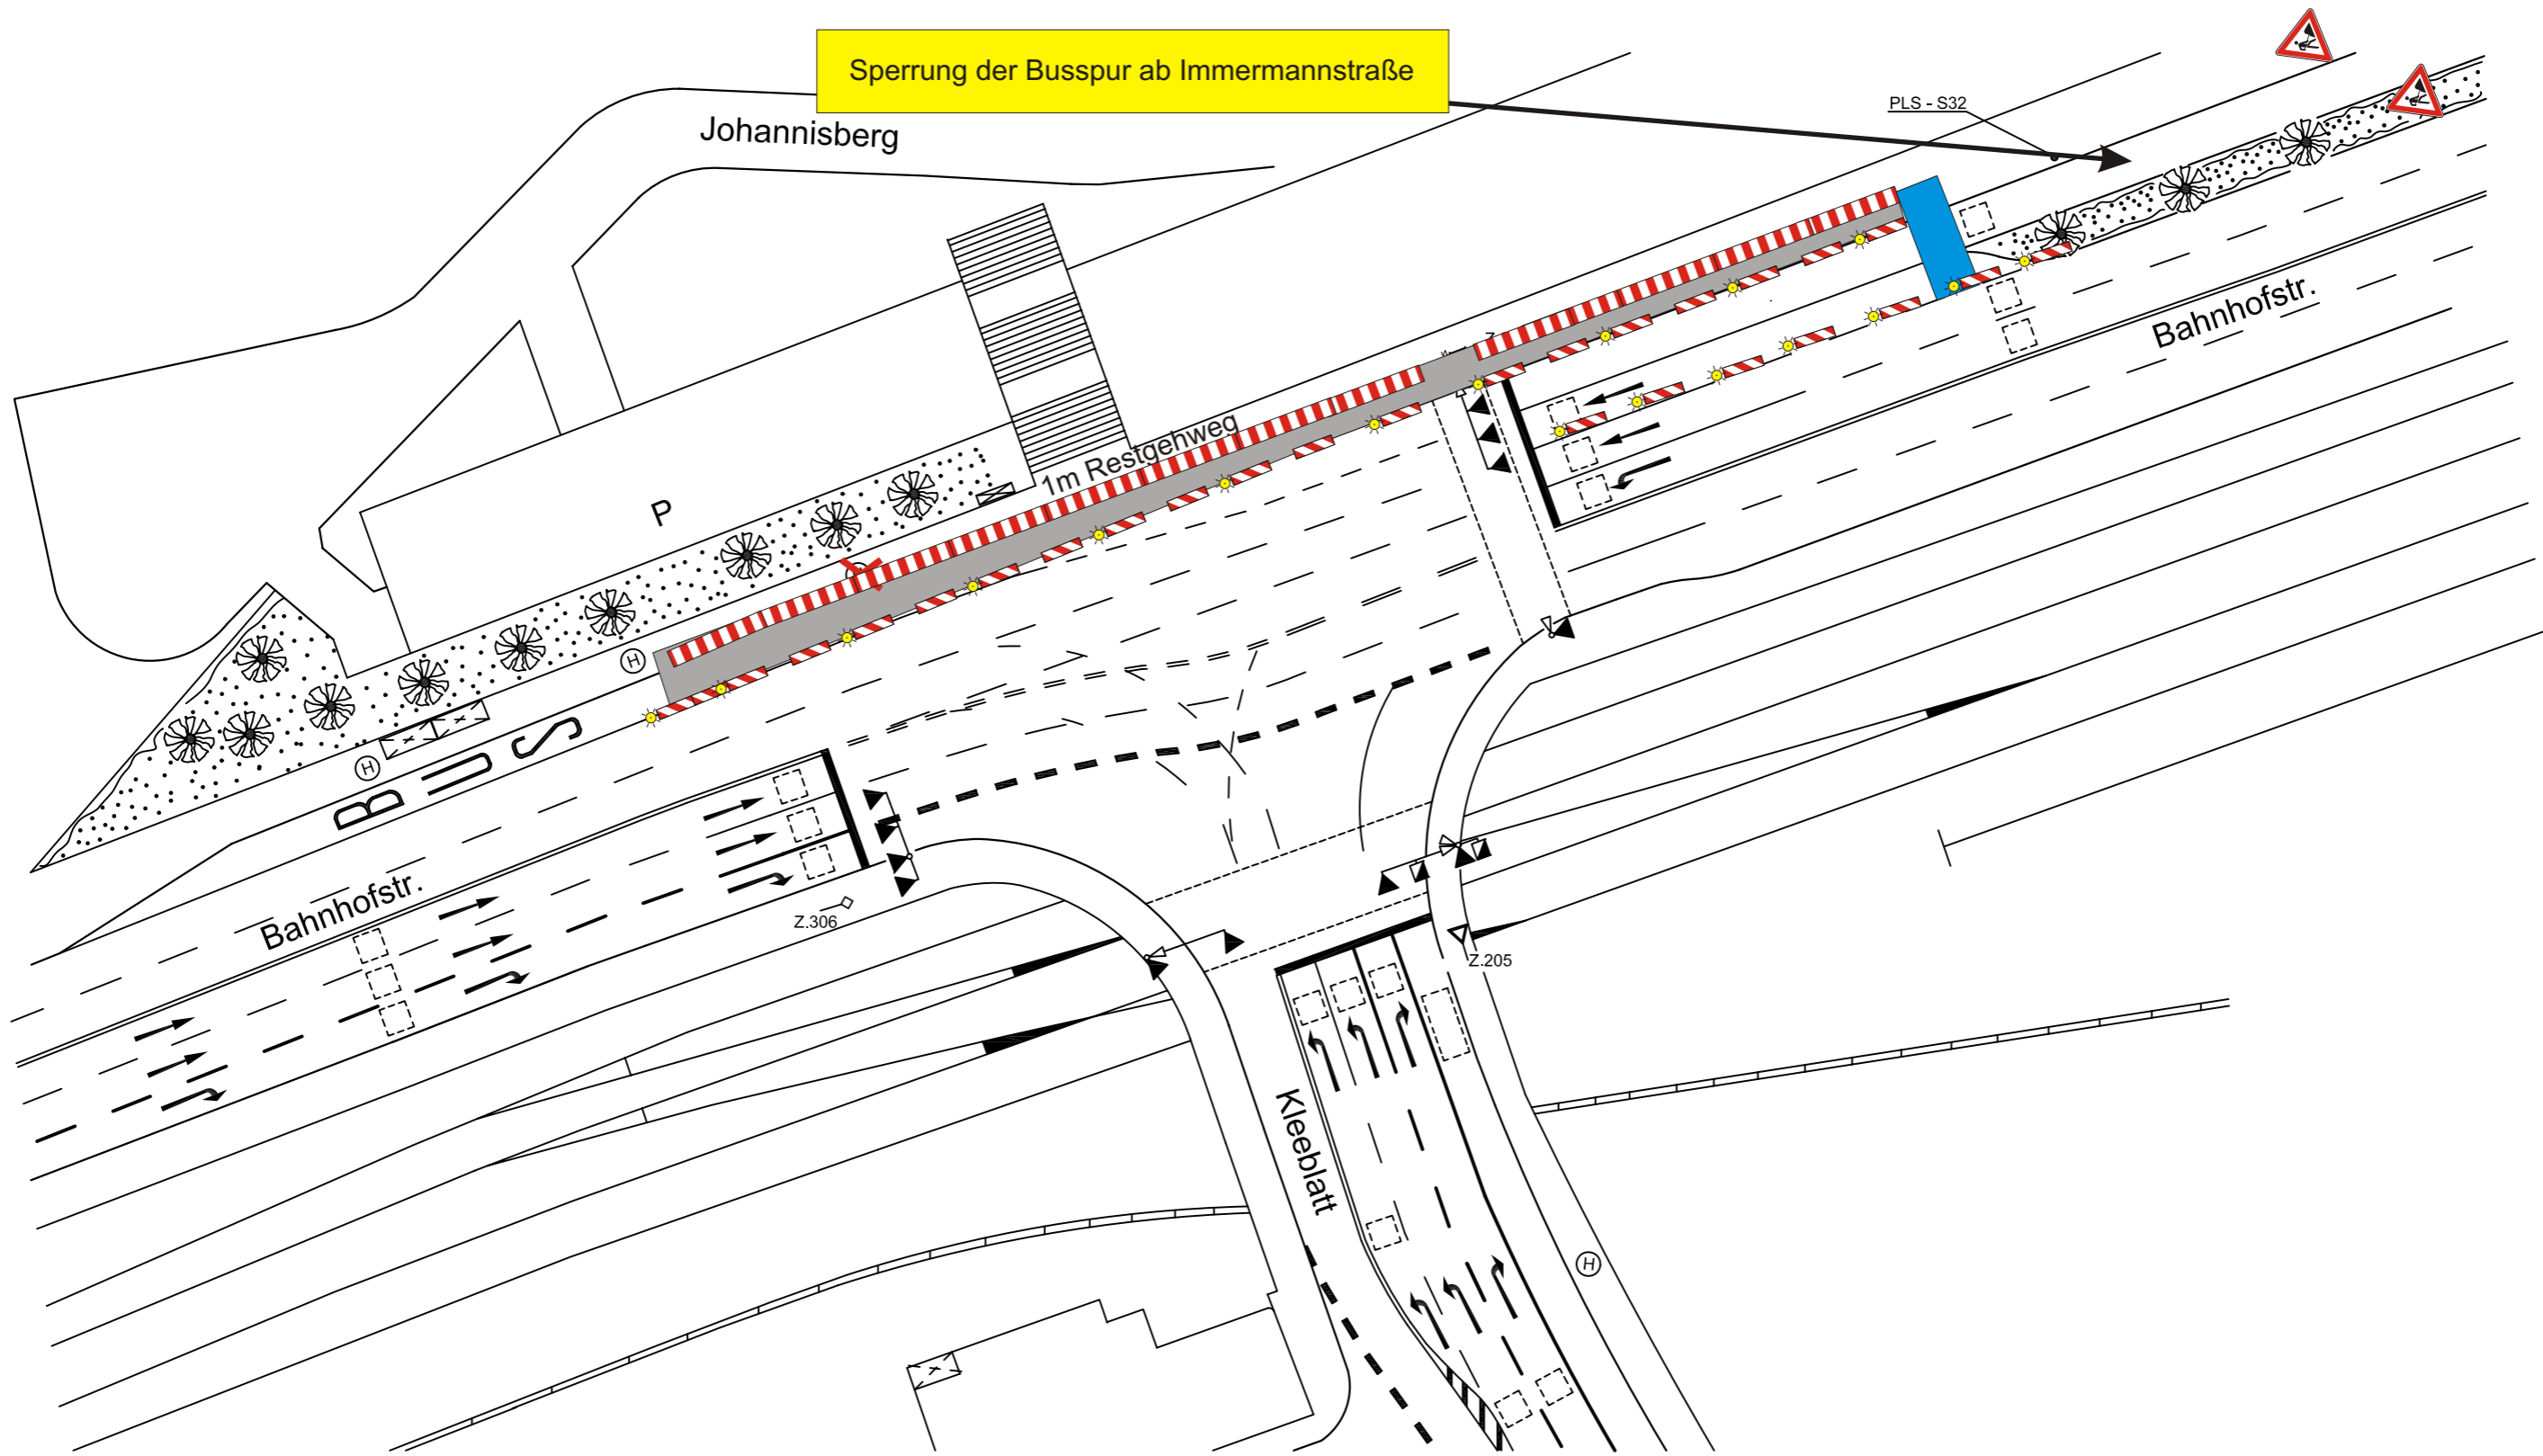 Sperrung der Busspur ab Immermannstraße
Johannisberg
PLS - S32
Bahnhofstr.
1m Restgehweg
P
H
H
BUS
Bahnhofstr.
Z.306
Z.205
Kleeblatt
H